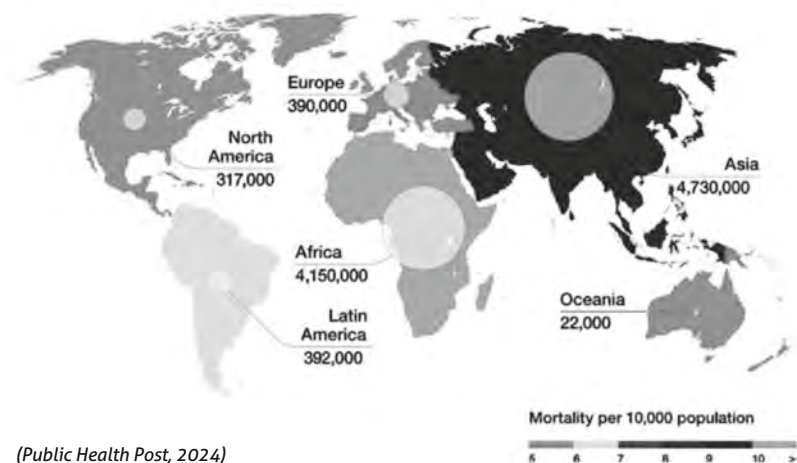 Europe
390,000
North
America
317,000
Asia
4,730,000
Africa
4,150,000
Oceania
22,000
Latin
America
392,000
Mortality per 10,000 population
5 6 7 8 9 10 >
(Public Health Post, 2024)